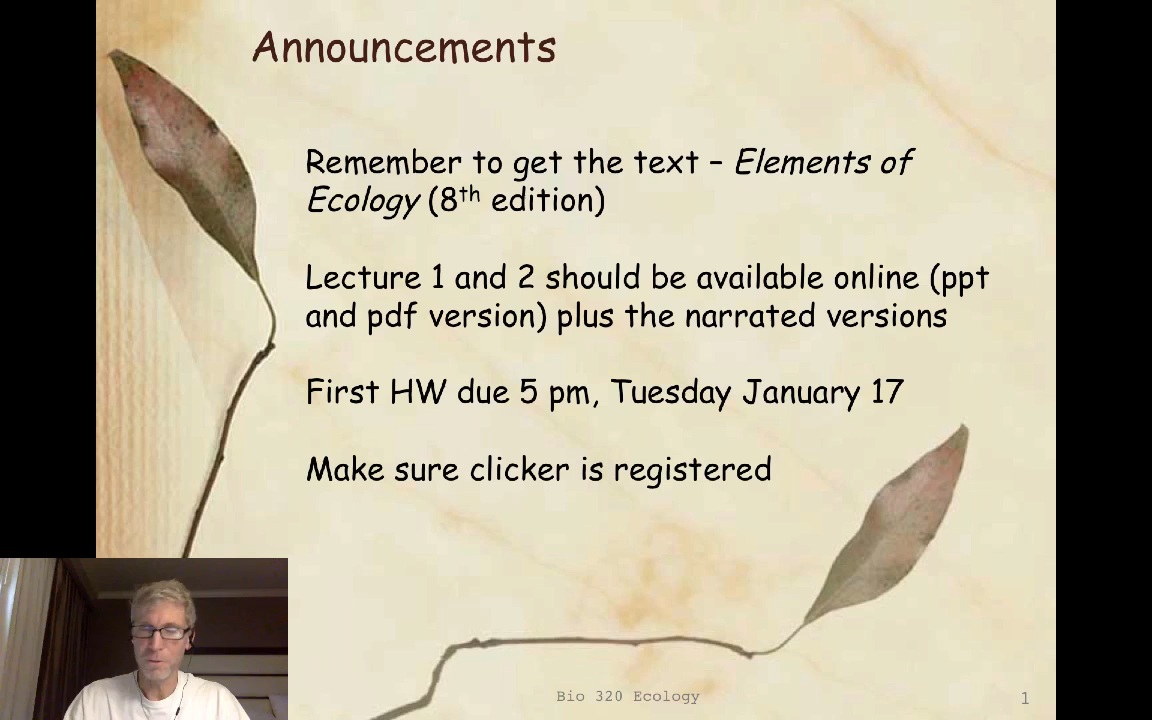 Announcements
Remember to get the text – Elements of
Ecology (8th edition)
Lecture 1 and 2 should be available online (ppt
and pdf version) plus the narrated versions
First HW due 5 pm, Tuesday January 17
Make sure clicker is registered
Bio 320 Ecology
1